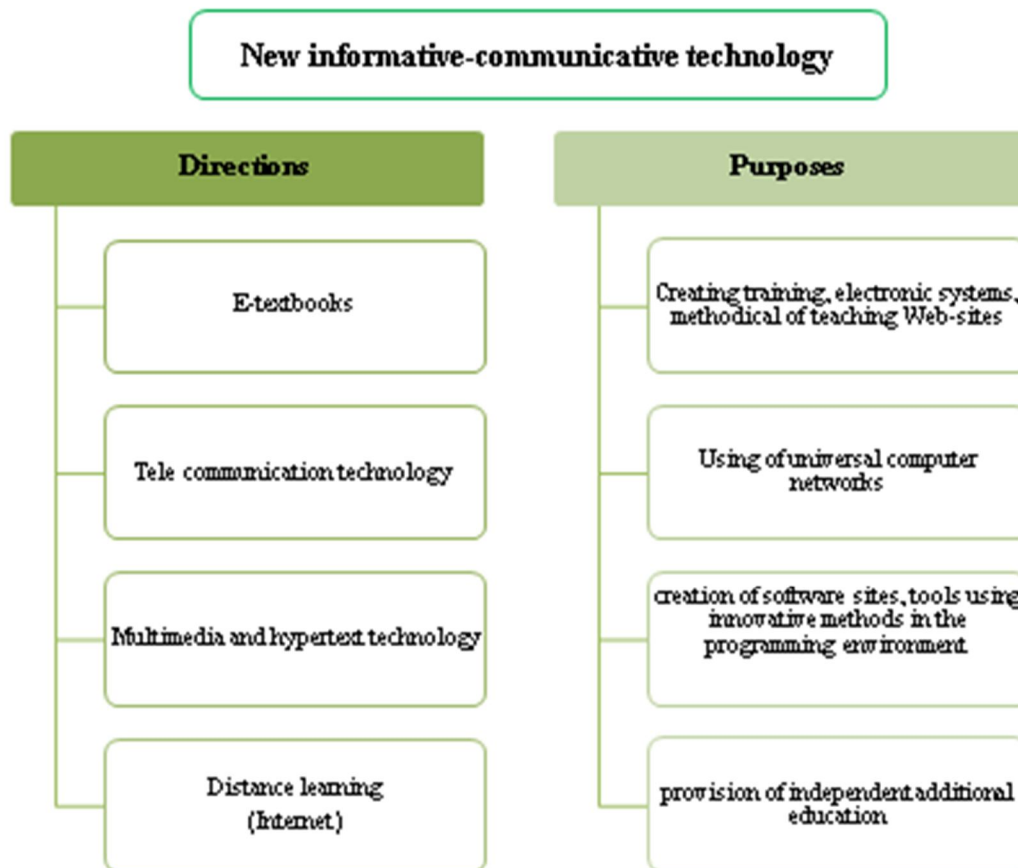 New informative-communicative technology
Directions
E-textbooks
Tele communication technology
Multimedia and hypertext technology
Distance learning
(Internet)
Purposes
Creating training, electronic systems,
methodical of teaching Web-sites
Using of universal computer
networks
creation of software sites, tools using
innovative methods in the
programming environment
provision of independent additional
education